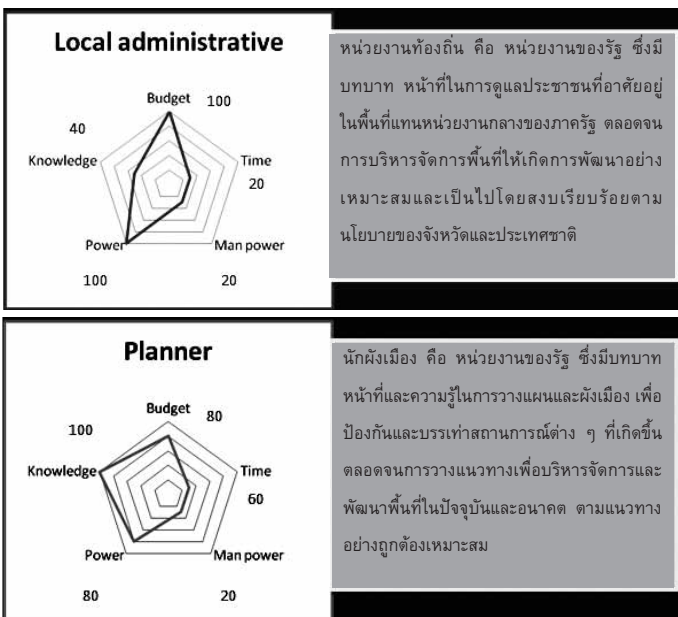 Local administrative
Budget 100
40
Knowledge Time
20
Power Man power
100 20
หน่วยงานท้องถิ่น คือ หน่วยงานของรัฐ ซึ่งมี
บทบาท หน้าที่ในการดูแลประชาชนที่อาศัยอยู่
ในพื้นที่แทนหน่วยงานกลางของภาครัฐ ตลอดจน
การบริหารจัดการพื้นที่ให้เกิดการพัฒนาอย่าง
เหมาะสมและเป็นไปโดยสงบเรียบร้อยตาม
นโยบายของจังหวัดและประเทศชาติ
Planner
Budget 80
100
Knowledge Time
60
Power Man power
80 20
นักผังเมือง คือ หน่วยงานของรัฐ ซึ่งมีบทบาท
หน้าที่และความรู้ในการวางแผนและผังเมือง เพื่อ
ป้องกันและบรรเท่าสถานการณ์ต่าง ๆ ที่เกิดขึ้น
ตลอดจนการวางแนวทางเพื่อบริหารจัดการและ
พัฒนาพื้นที่ในปัจจุบันและอนาคต ตามแนวทาง
อย่างถูกต้องเหมาะสม